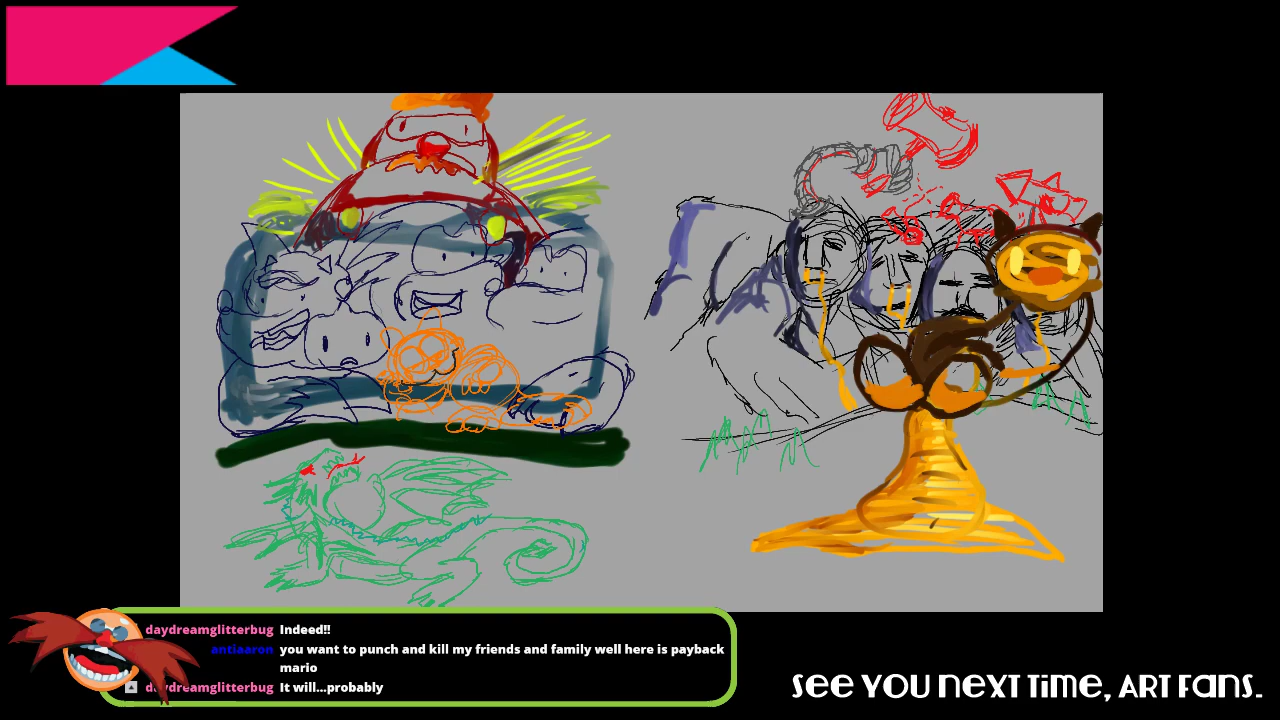 daydreamglitterbug Indeed!!
antiaaron you want to punch and kill my friends and family well here is payback
mario
daydreamglitterbug It will...probably
See you next time, art fans.